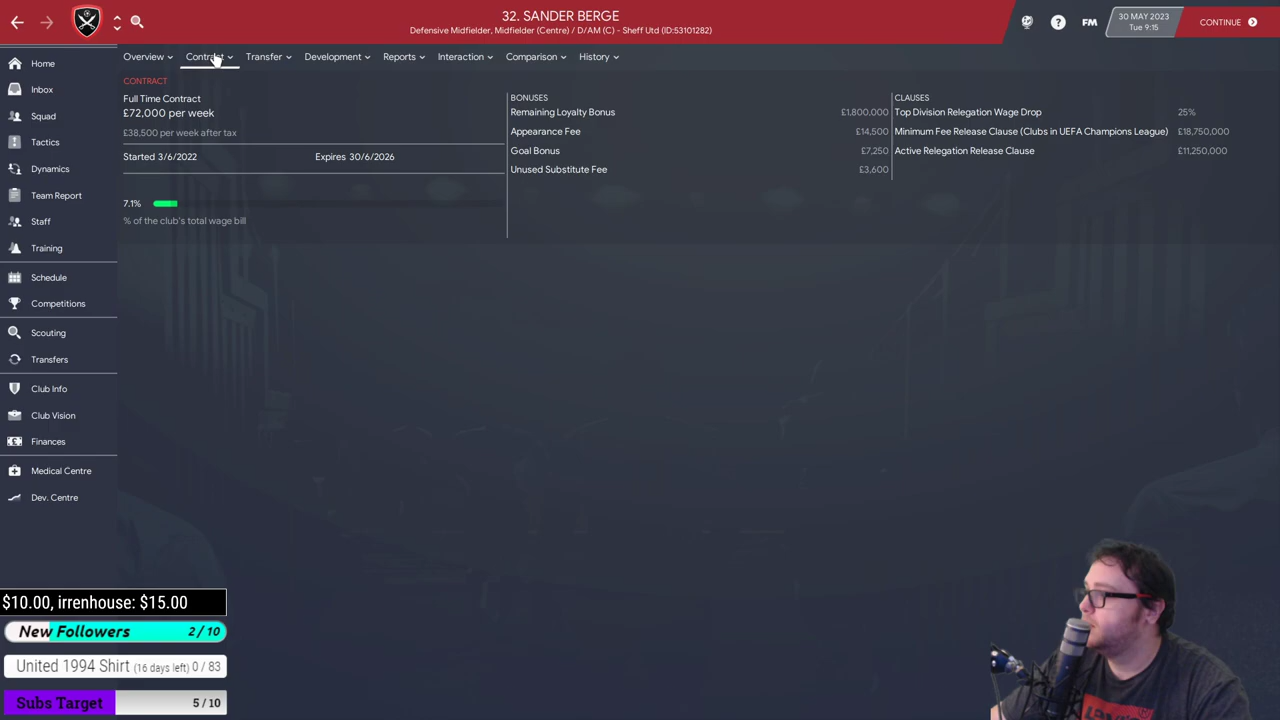 32. SANDER BERGE
Defensive Midfielder, Midfielder (Centre) / D/AM (C) - Sheff Utd (ID:53101282)
?
FM
30 MAY 2023
Tue 9:15
CONTINUE
Overview
Contract
Transfer
Development
Reports
Interaction
Comparison
History
Home
Inbox
Squad
Tactics
Dynamics
Team Report
Staff
Training
Schedule
Competitions
Scouting
Transfers
Club Info
Club Vision
Finances
Medical Centre
Dev. Centre
CONTRACT
Full Time Contract
£72,000 per week
£38,500 per week after tax
Started 3/6/2022
Expires 30/6/2026
7.1%
% of the club's total wage bill
BONUSES
Remaining Loyalty Bonus £1,800,000
Appearance Fee £14,500
Goal Bonus £7,250
Unused Substitute Fee £3,600
CLAUSES
Top Division Relegation Wage Drop 25%
Minimum Fee Release Clause (Clubs in UEFA Champions League) £18,750,000
Active Relegation Release Clause £11,250,000
$10.00, irrenhouse: $15.00
New Followers 2 / 10
United 1994 Shirt (16 days left) 0 / 83
Subs Target 5 / 10